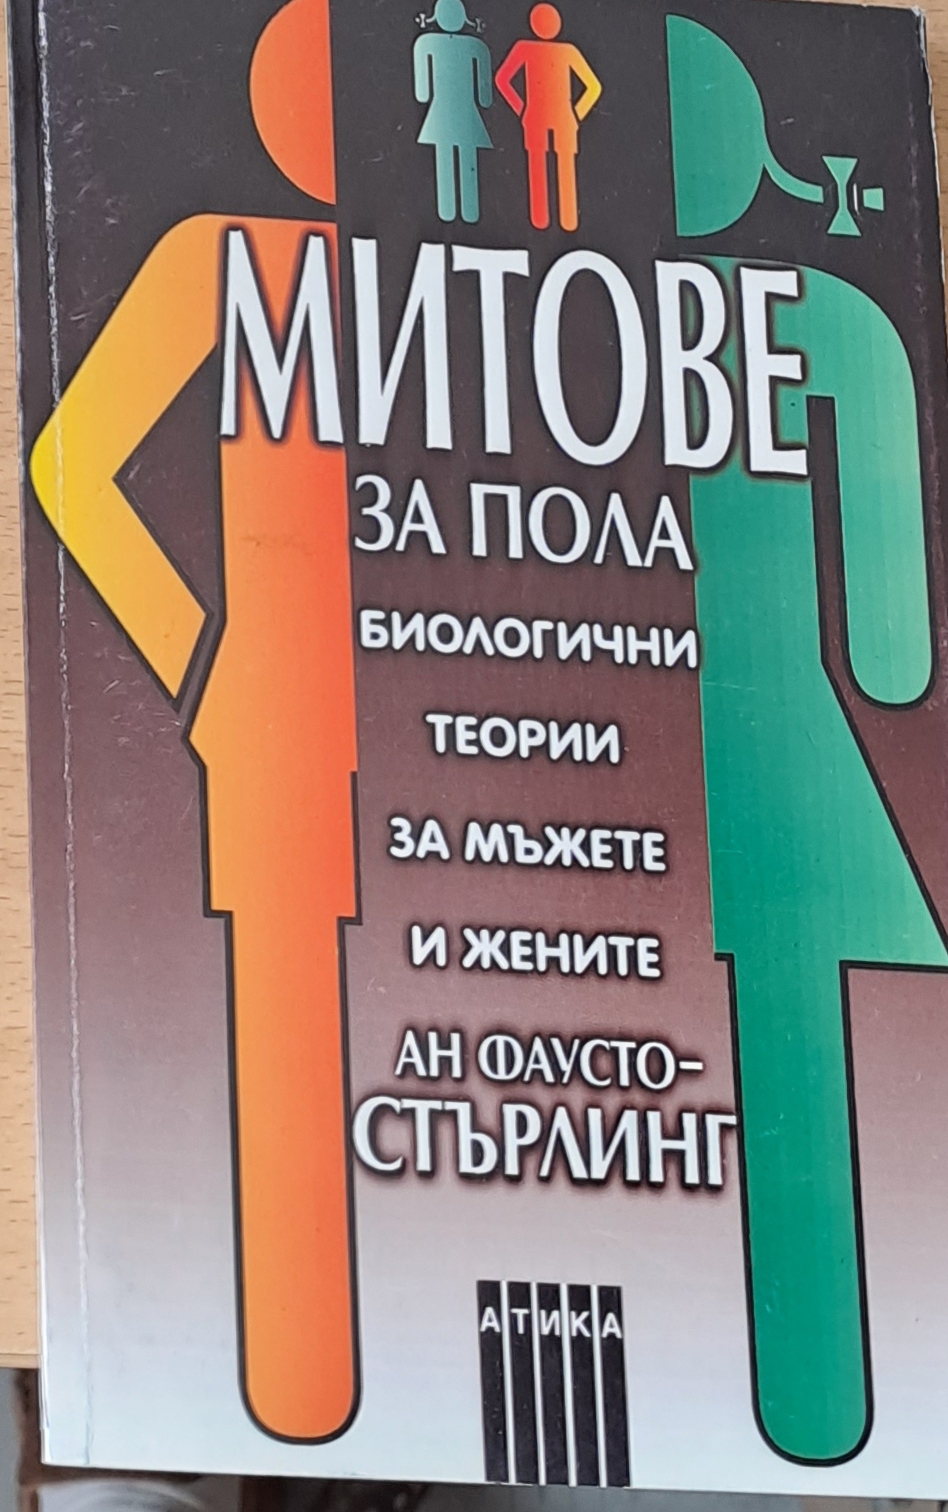 МИТОВЕ
ЗА ПОЛА
БИОЛОГИЧНИ
ТЕОРИИ
ЗА МЪЖЕТЕ
И ЖЕНИТЕ
АН ФАУСТО-
СТЪРЛИНГ
АТИКА